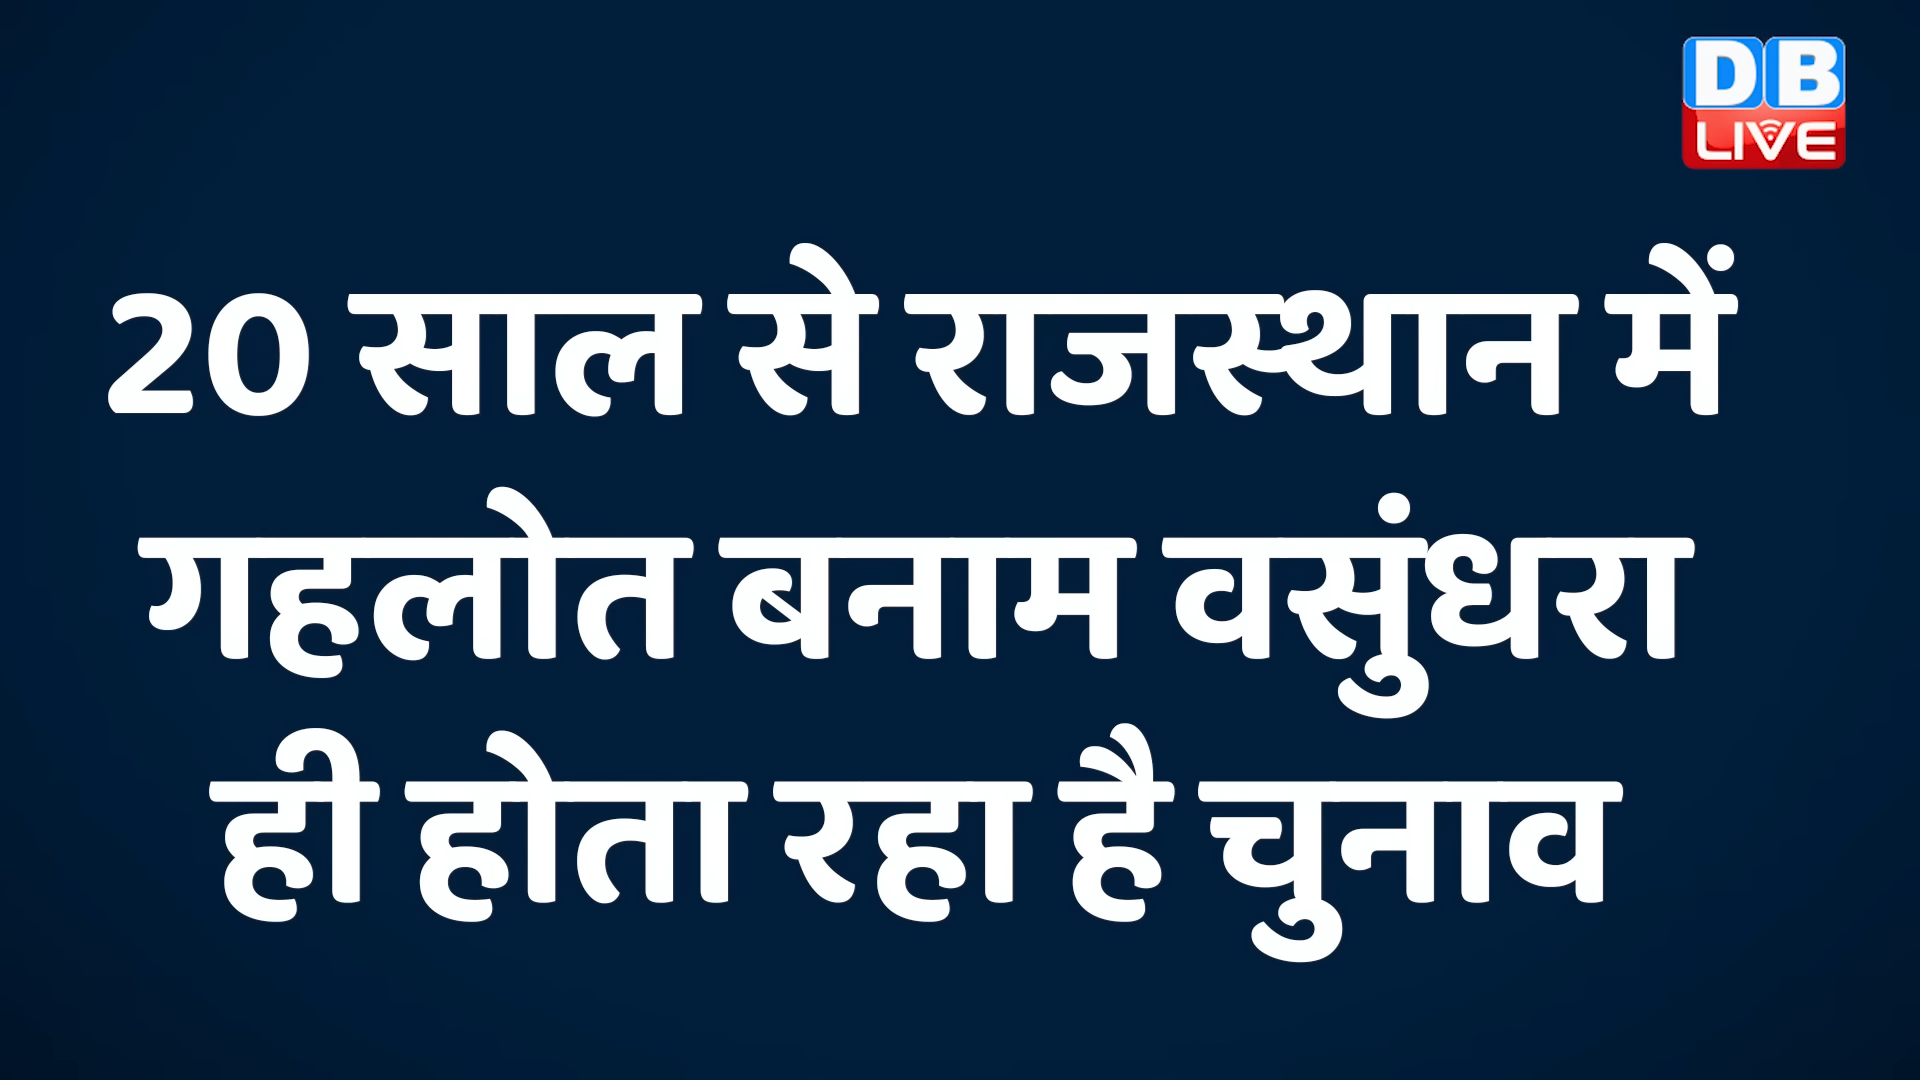 DB
LIVE
20 साल से राजस्थान में
गहलोत बनाम वसुंधरा
ही होता रहा है चुनाव